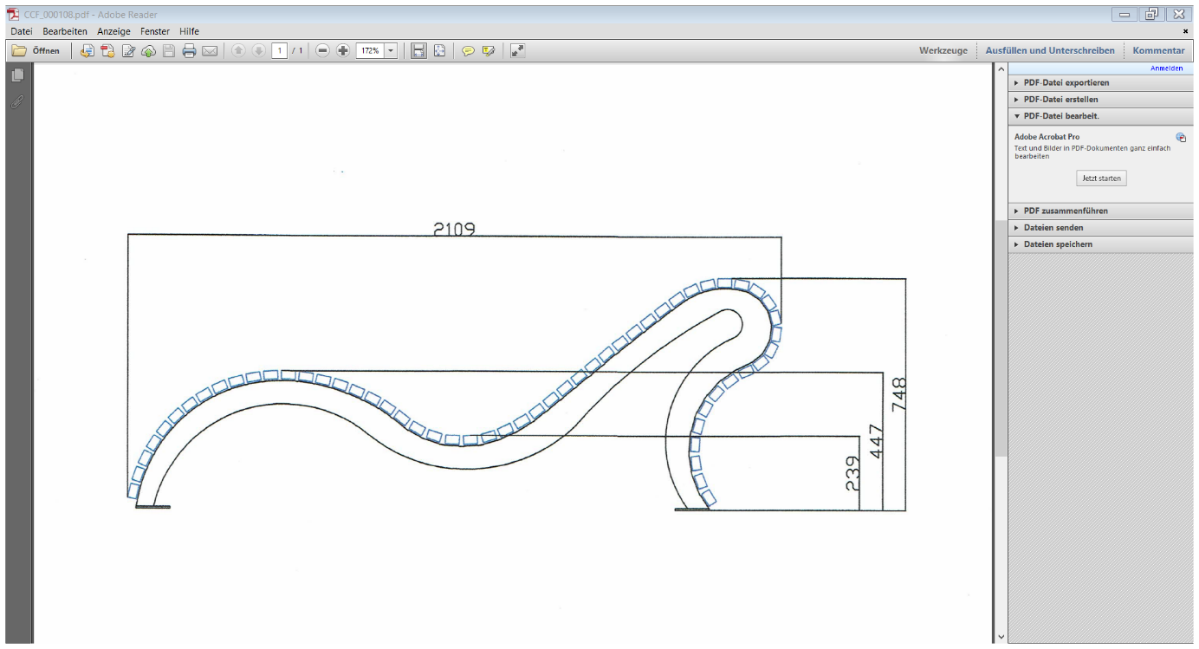 CCF_000108.pdf - Adobe Reader
Datei Bearbeiten Anzeige Fenster Hilfe
Öffnen 1 / 1 172% Werkzeuge Ausfüllen und Unterschreiben Kommentar
Anmelden
PDF-Datei exportieren
PDF-Datei erstellen
PDF-Datei bearbeit.
Adobe Acrobat Pro
Text und Bilder in PDF-Dokumenten ganz einfach
bearbeiten
Jetzt starten
PDF zusammenführen
Dateien senden
Dateien speichern
2109
748
447
239